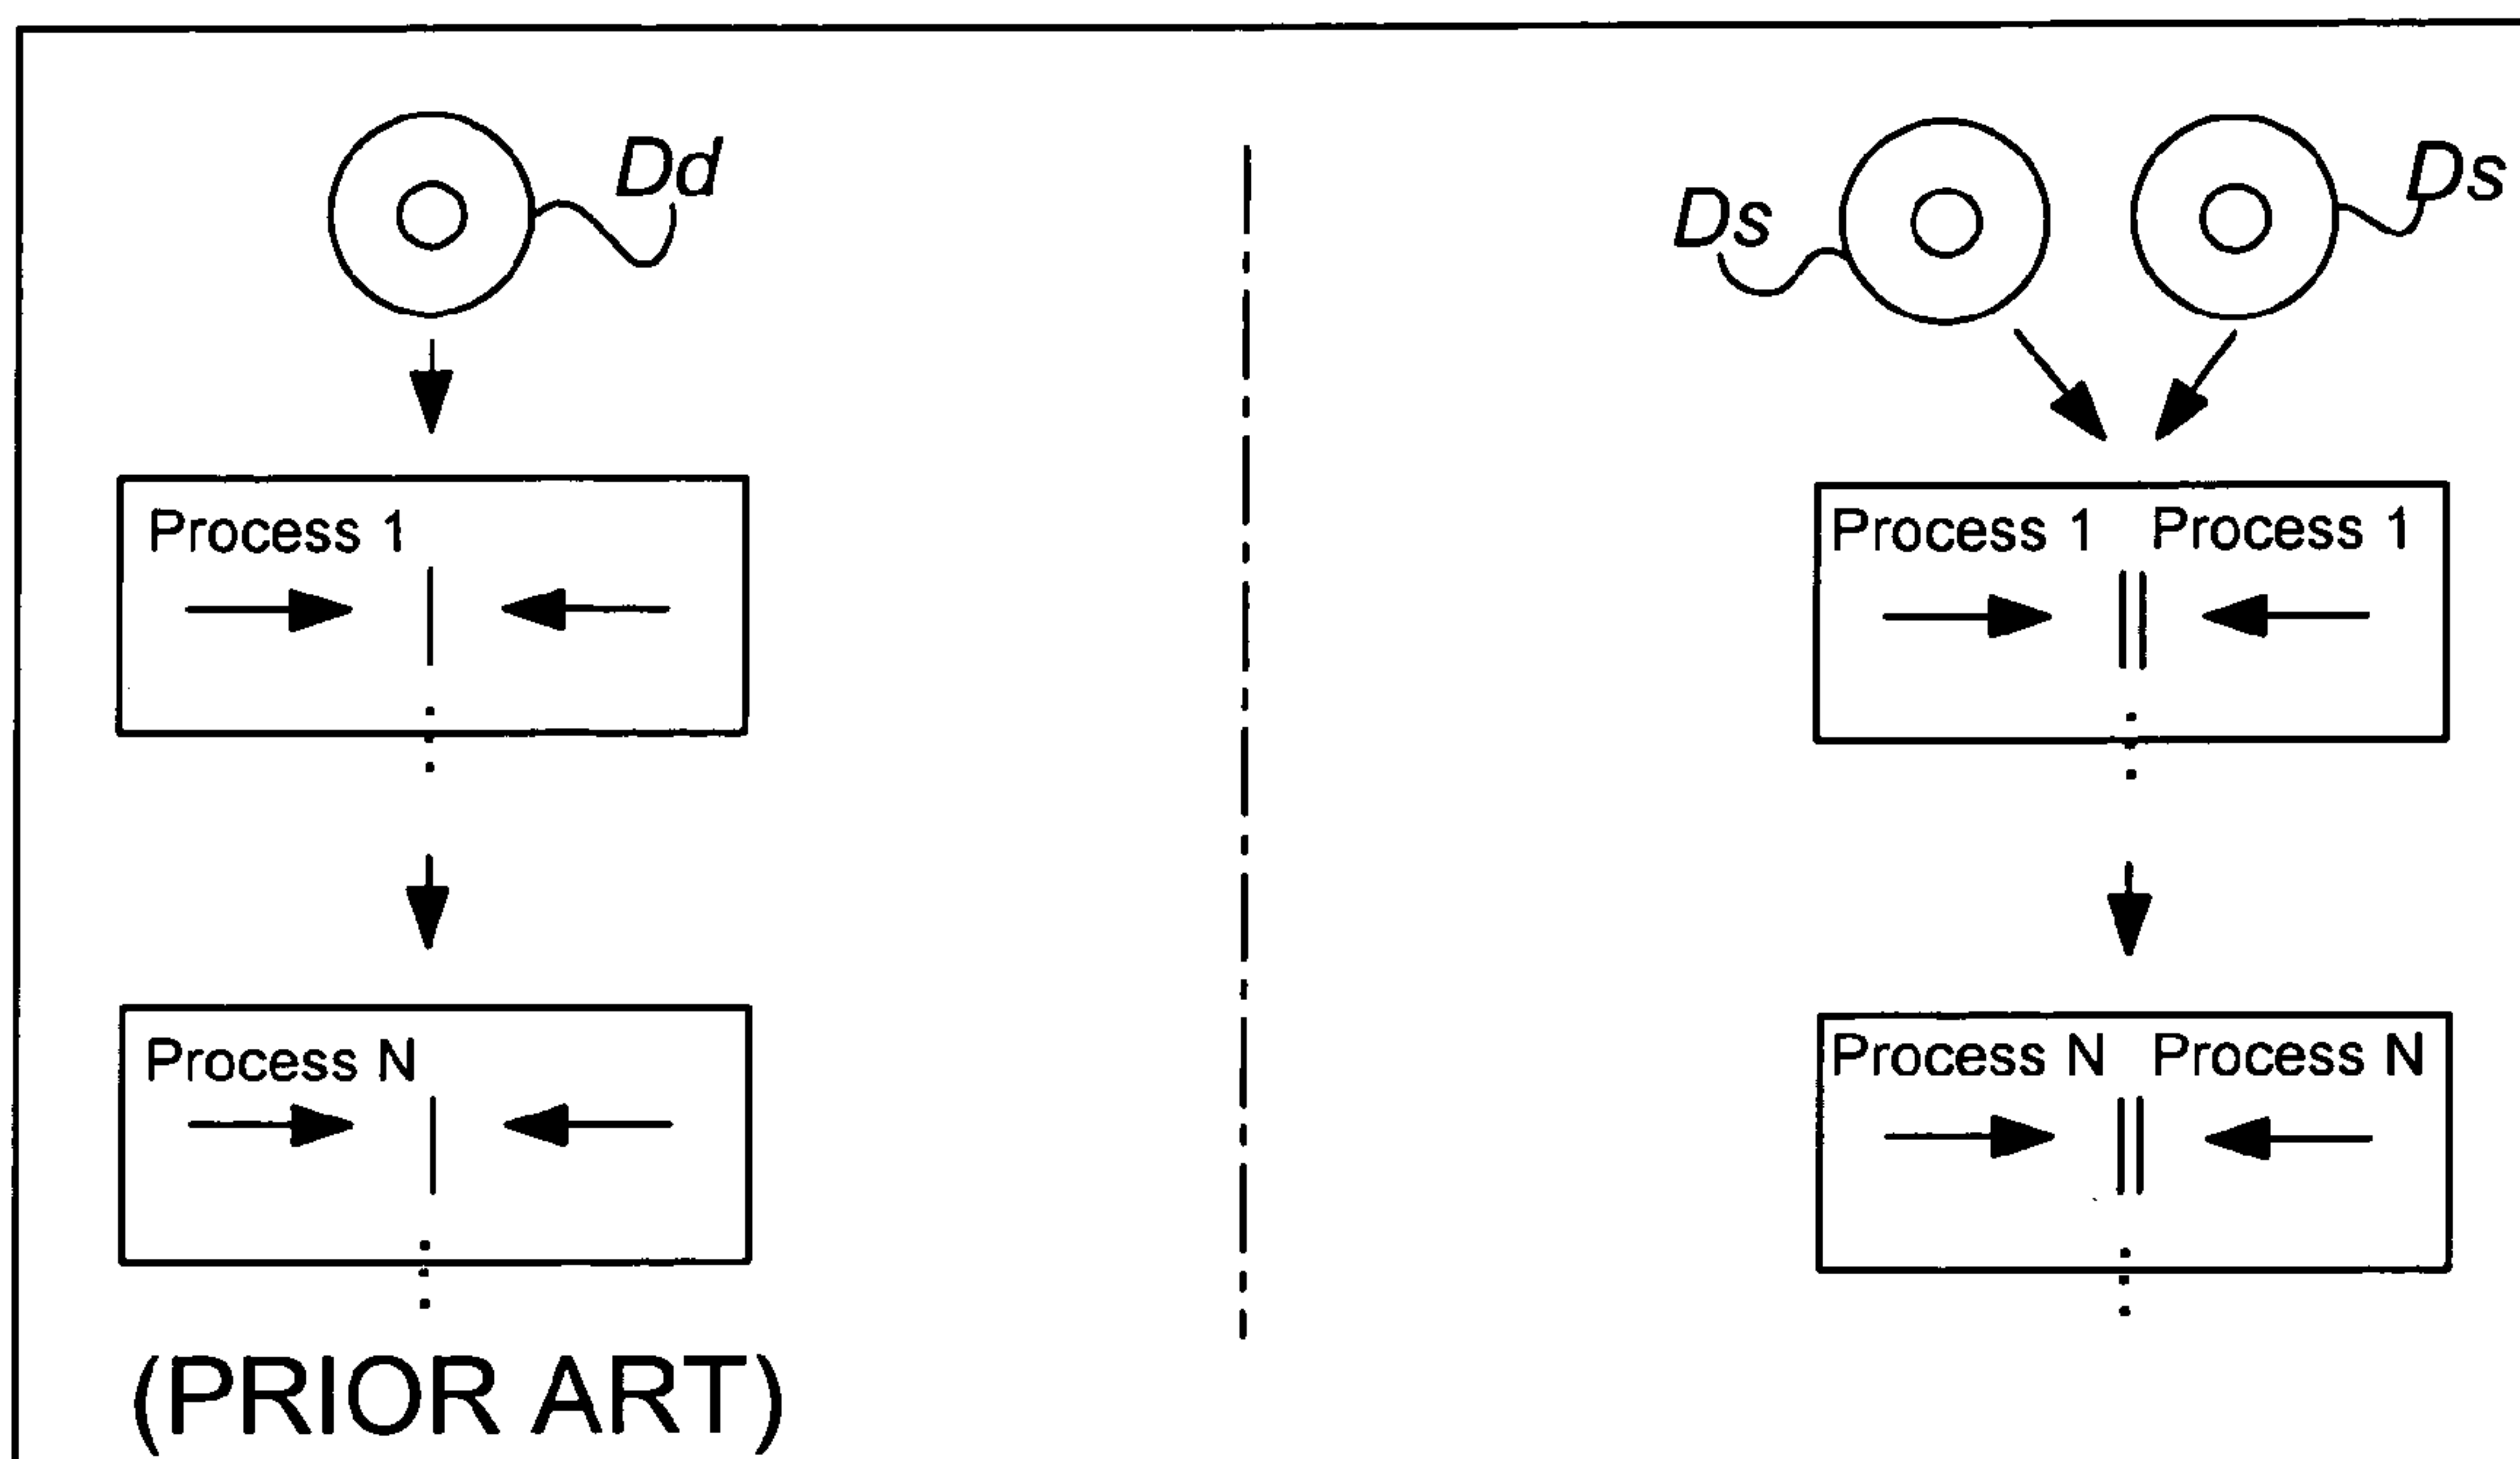 Dd
Process 1
Process N
(PRIOR ART)
Ds
Ds
Process 1 Process 1
Process N Process N